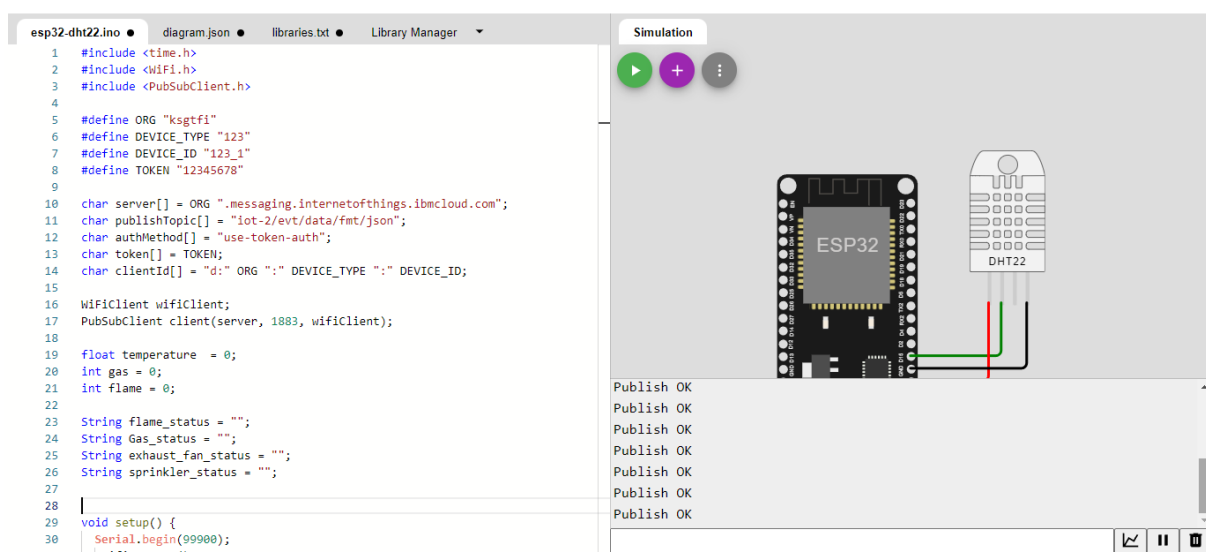 esp32-dht22.ino ● diagram.json ● libraries.txt ● Library Manager
1 #include <time.h>
2 #include <WiFi.h>
3 #include <PubSubClient.h>
4
5 #define ORG "ksgtfi"
6 #define DEVICE_TYPE "123"
7 #define DEVICE_ID "123_1"
8 #define TOKEN "12345678"
9
10 char server[] = ORG ".messaging.internetofthings.ibmcloud.com";
11 char publishTopic[] = "iot-2/evt/data/fmt/json";
12 char authMethod[] = "use-token-auth";
13 char token[] = TOKEN;
14 char clientId[] = "d:" ORG ":" DEVICE_TYPE ":" DEVICE_ID;
15
16 WiFiClient wifiClient;
17 PubSubClient client(server, 1883, wifiClient);
18
19 float temperature  = 0;
20 int gas = 0;
21 int flame = 0;
22
23 String flame_status = "";
24 String Gas_status = "";
25 String exhaust_fan_status = "";
26 String sprinkler_status = "";
27
28
29 void setup() {
30 Serial.begin(99900);
Simulation
ESP32
DHT22
Publish OK
Publish OK
Publish OK
Publish OK
Publish OK
Publish OK
Publish OK